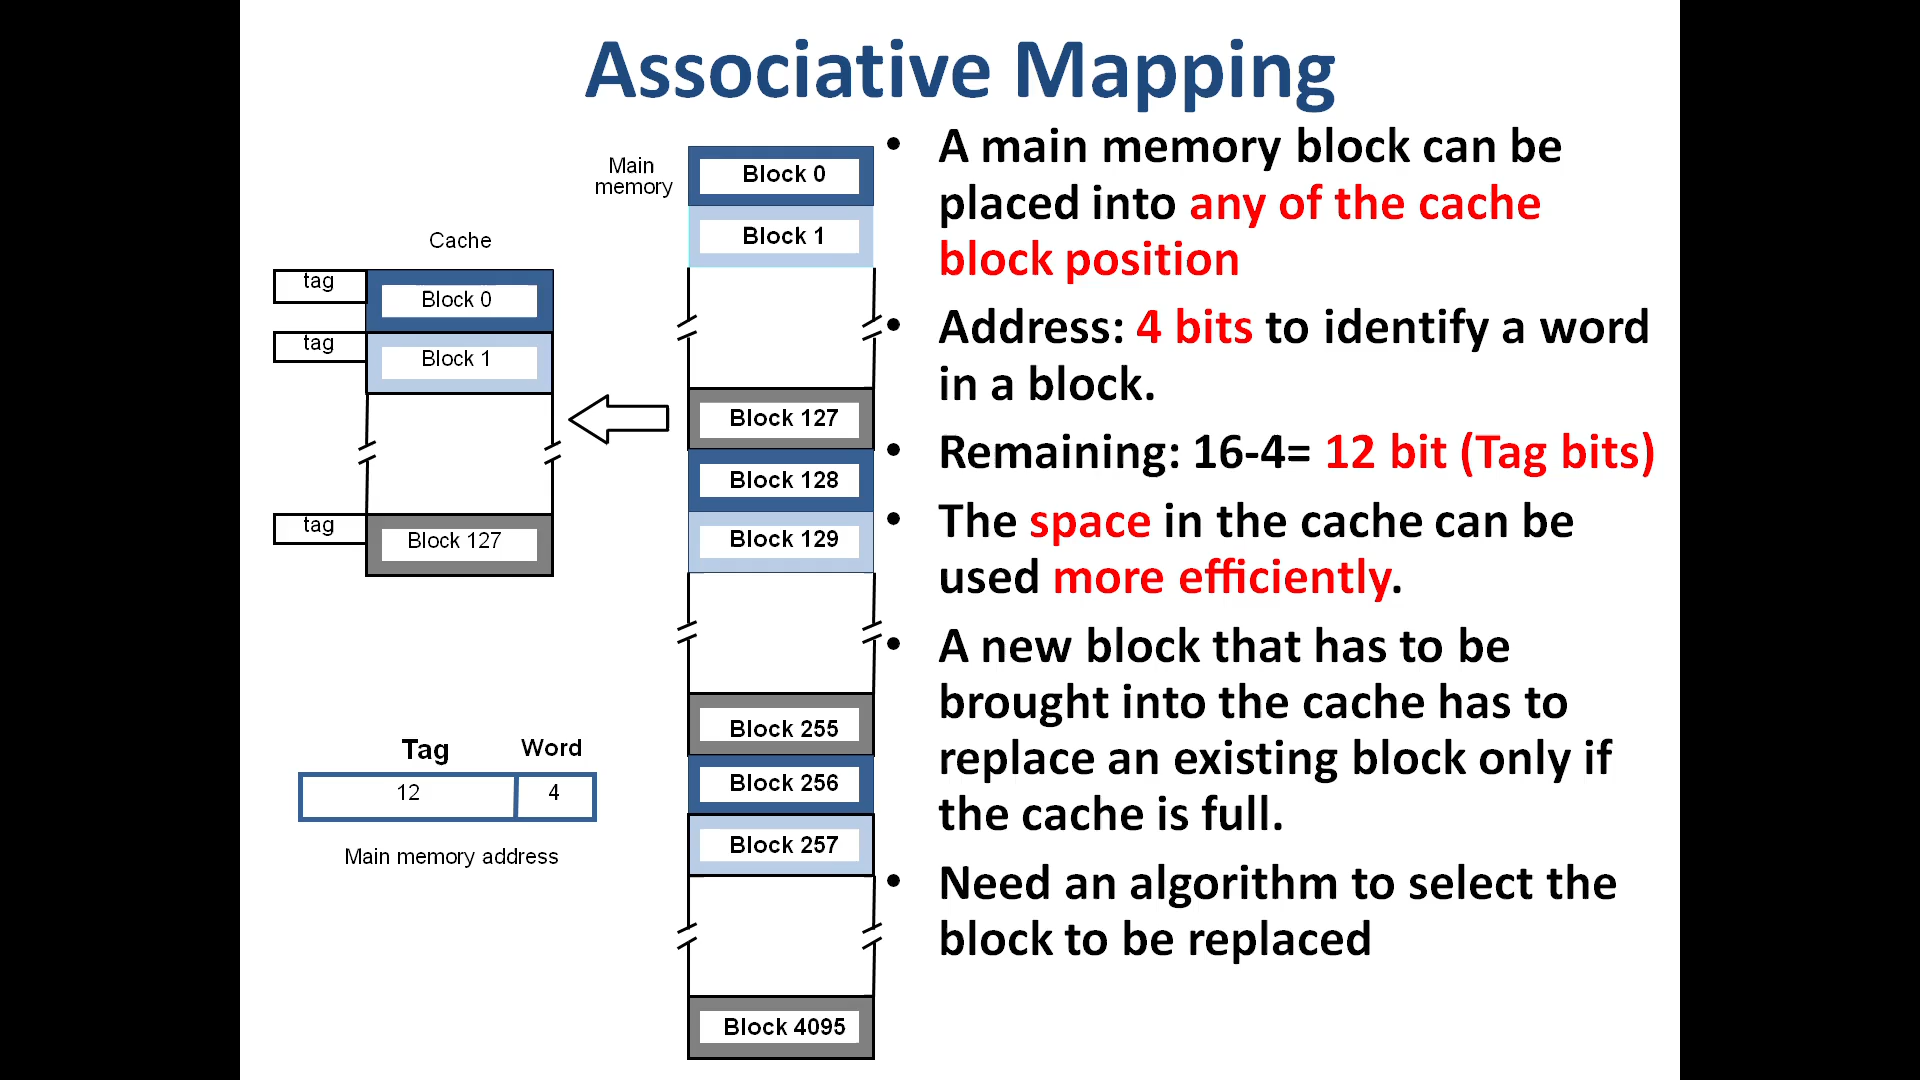 Associative Mapping
Main
memory
Block 0
Block 1
Block 127
Block 128
Block 129
Block 255
Block 256
Block 257
Block 4095
Cache
tag
Block 0
tag
Block 1
tag
Block 127
Tag
Word
12
4
Main memory address
• A main memory block can be
placed into any of the cache
block position
• Address: 4 bits to identify a word
in a block.
• Remaining: 16-4= 12 bit (Tag bits)
• The space in the cache can be
used more efficiently.
• A new block that has to be
brought into the cache has to
replace an existing block only if
the cache is full.
• Need an algorithm to select the
block to be replaced